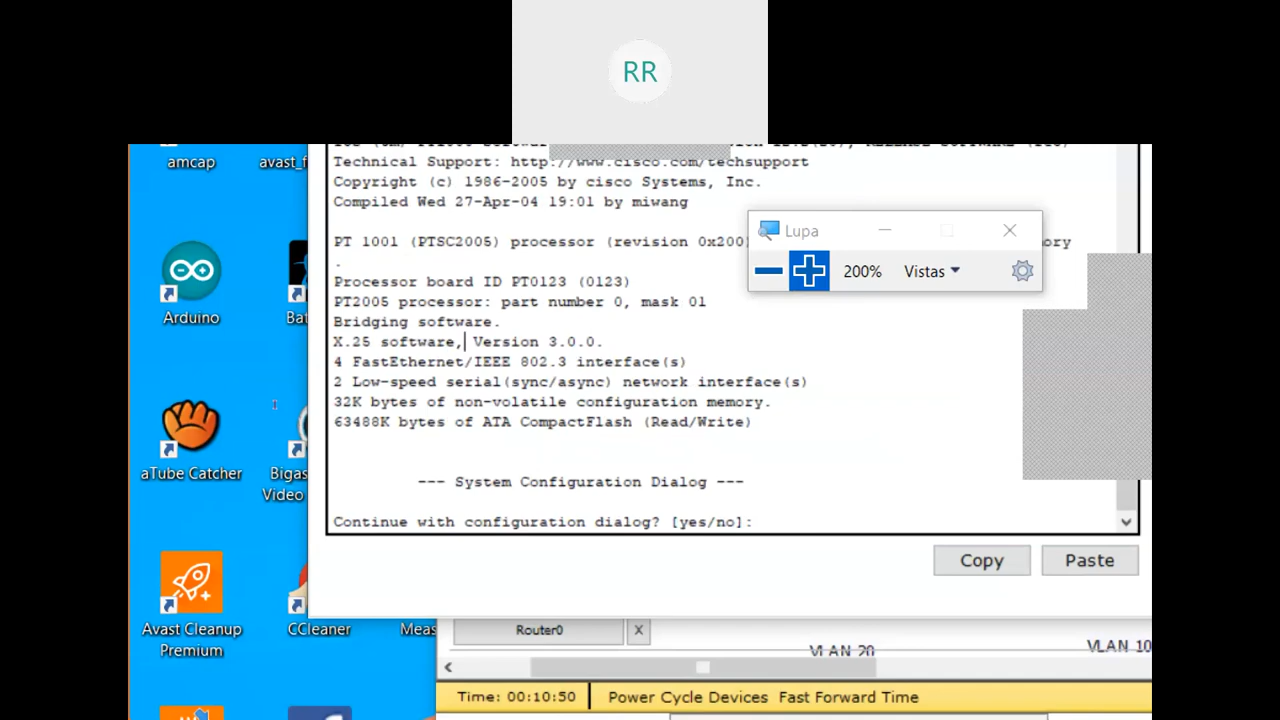 RR
amcap
avast_f
Technical Support: http://www.cisco.com/techsupport
Copyright (c) 1986-2005 by cisco Systems, Inc.
Compiled Wed 27-Apr-04 19:01 by miwang
Lupa
PT 1001 (PTSC2005) processor (revision 0x200)
200%
Vistas
.
Processor board ID PT0123 (0123)
PT2005 processor: part number 0, mask 01
Bridging software.
X.25 software, Version 3.0.0.
4 FastEthernet/IEEE 802.3 interface(s)
2 Low-speed serial(sync/async) network interface(s)
32K bytes of non-volatile configuration memory.
63488K bytes of ATA CompactFlash (Read/Write)
--- System Configuration Dialog ---
Continue with configuration dialog? [yes/no]:
Arduino
Bat
aTube Catcher
Bigas
Video
Copy
Paste
Avast Cleanup
Premium
CCleaner
Meas
Router0
X
VLAN 20
VLAN 10
Time: 00:10:50
Power Cycle Devices
Fast Forward Time